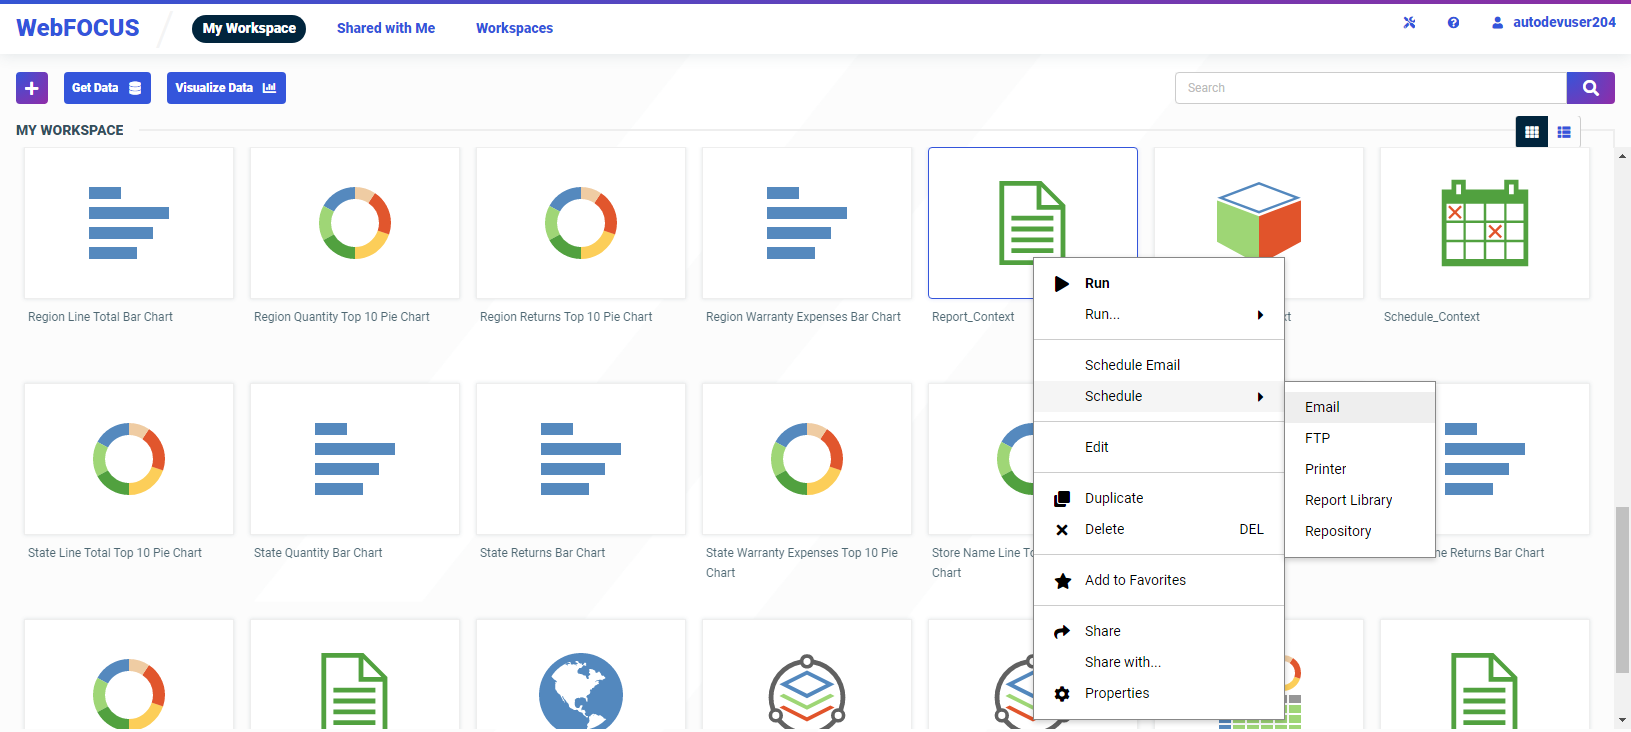 WebFOCUS
My Workspace
Shared with Me
Workspaces
autodevuser204
Get Data
Visualize Data
Search
MY WORKSPACE
Region Line Total Bar Chart
Region Quantity Top 10 Pie Chart
Region Returns Top 10 Pie Chart
Region Warranty Expenses Bar Chart
Report_Context
Schedule_Context
Run
Run...
Schedule Email
Schedule
Edit
Duplicate
Delete DEL
Add to Favorites
Share
Share with...
Properties
Email
FTP
Printer
Report Library
Repository
State Line Total Top 10 Pie Chart
State Quantity Bar Chart
State Returns Bar Chart
State Warranty Expenses Top 10 Pie
Chart
Store Name Line
Chart
Returns Bar Chart